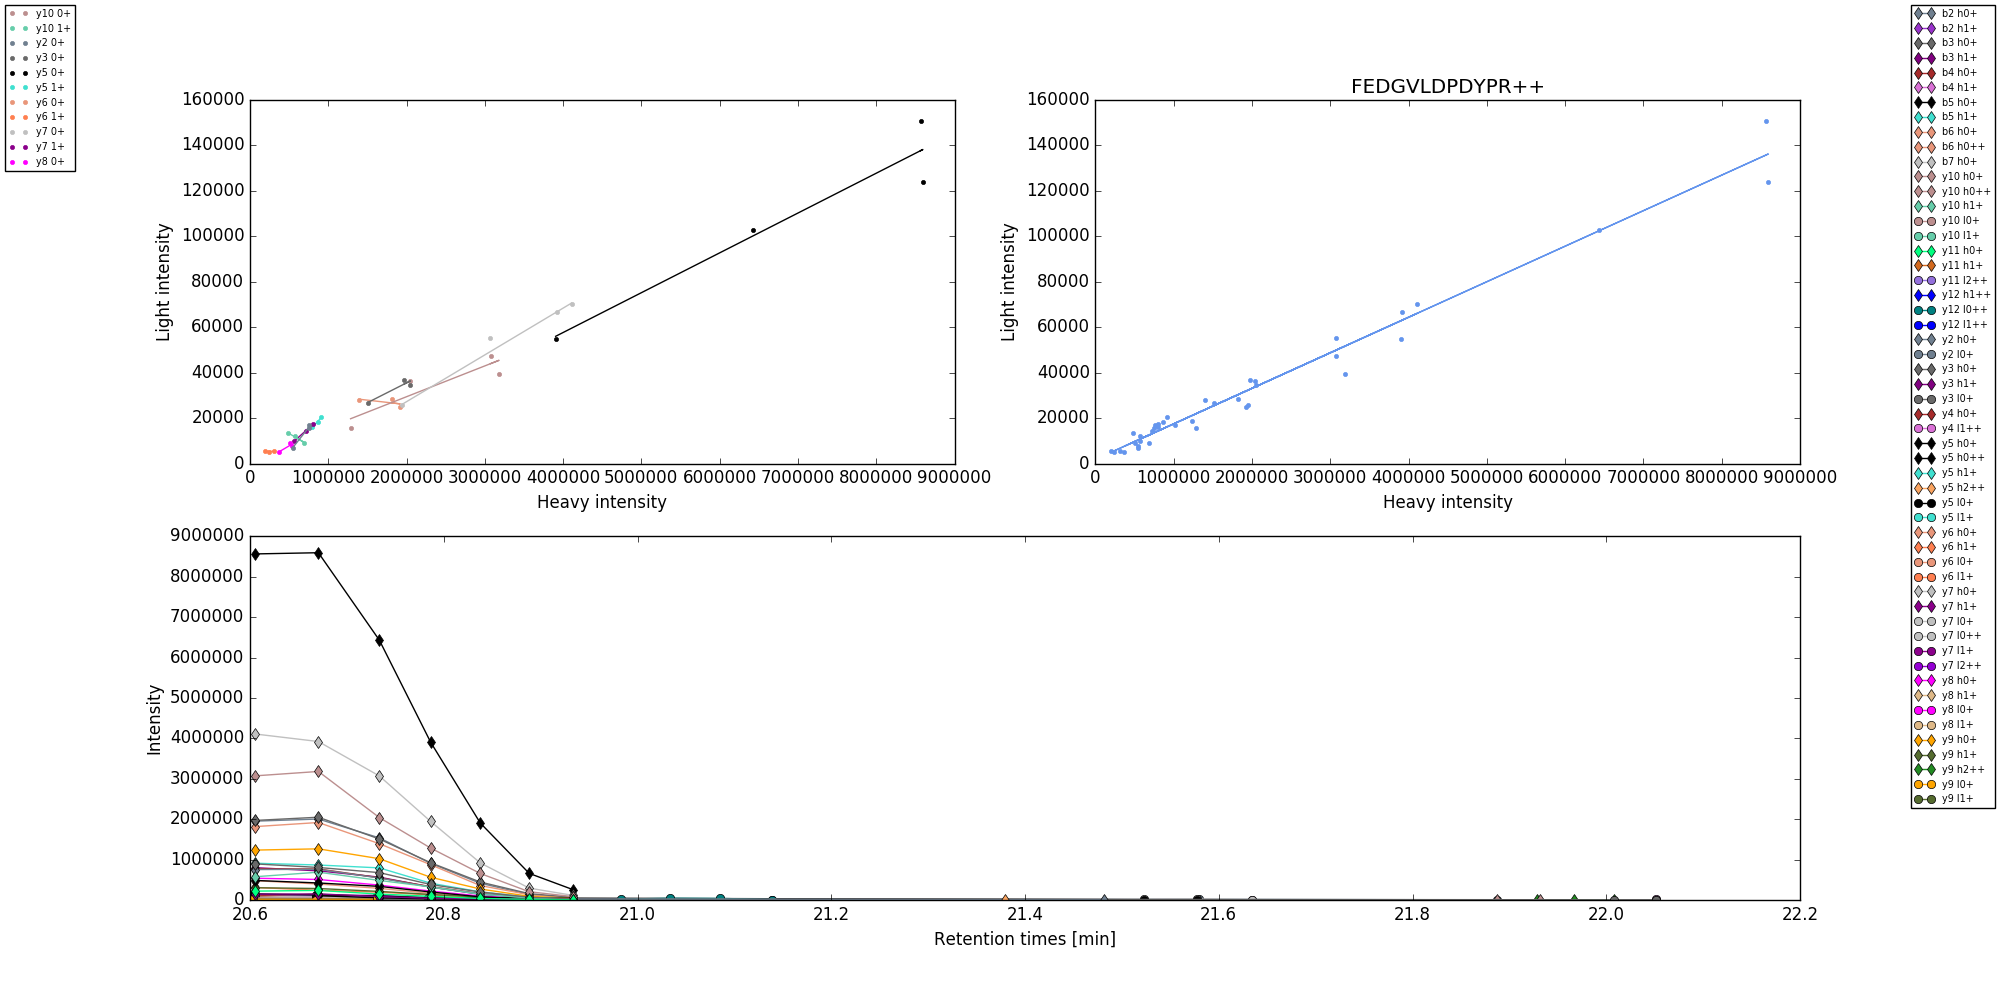 y10 0+
y10 1+
y2 0+
y3 0+
y5 0+
y5 1+
y6 0+
y6 1+
y7 0+
y7 1+
y8 0+
160000
140000
120000
100000
80000
60000
40000
20000
0
Light intensity
0 1000000 2000000 3000000 4000000 5000000 6000000 7000000 8000000 9000000
Heavy intensity
FEDGVLDPDYPR++
160000
140000
120000
100000
80000
60000
40000
20000
0
Light intensity
0 1000000 2000000 3000000 4000000 5000000 6000000 7000000 8000000 9000000
Heavy intensity
9000000
8000000
7000000
6000000
5000000
4000000
3000000
2000000
1000000
0
Intensity
20.6 20.8 21.0 21.2 21.4 21.6 21.8 22.0 22.2
Retention times [min]
b2 h0+
b2 h1+
b3 h0+
b3 h1+
b4 h0+
b4 h1+
b5 h0+
b5 h1+
b6 h0+
b6 h0++
b7 h0+
y10 h0+
y10 h0++
y10 h1+
y10 l0+
y10 l1+
y11 h0+
y11 h1+
y11 l2++
y12 h1++
y12 l0++
y12 l1++
y2 h0+
y2 l0+
y3 h0+
y3 h1+
y3 l0+
y4 h0+
y4 l1++
y5 h0+
y5 h0++
y5 h1+
y5 h2++
y5 l0+
y5 l1+
y6 h0+
y6 h1+
y6 l0+
y6 l1+
y7 h0+
y7 h1+
y7 l0+
y7 l0++
y7 l1+
y7 l2++
y8 h0+
y8 h1+
y8 l0+
y8 l1+
y9 h0+
y9 h1+
y9 h2++
y9 l0+
y9 l1+